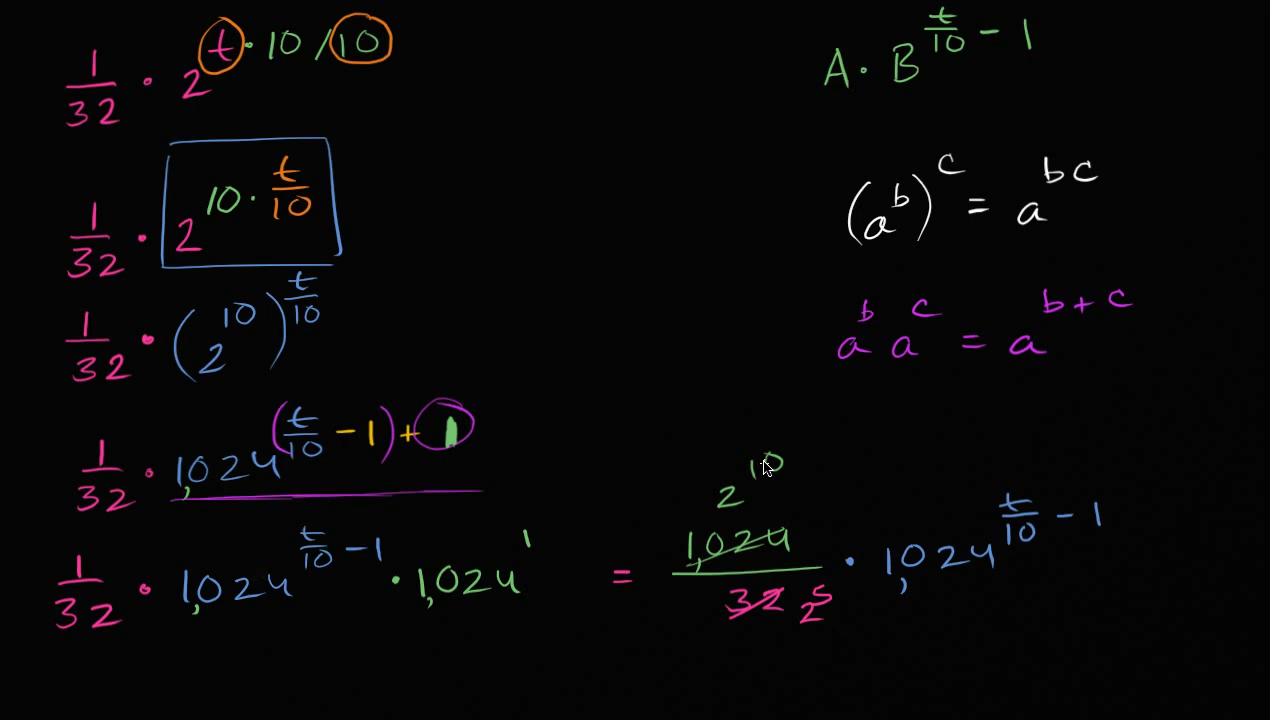 1/32 · 2^(t · 10 / 10)
A · B^(t/10 - 1)
1/32 · 2^(10 · t/10)
(a^b)^c = a^(bc)
1/32 · (2^10)^(t/10)
a^b a^c = a^(b+c)
1/32 · 1,024^((t/10 - 1) + 1)
1/32 · 1,024^(t/10 - 1) · 1,024^1 = 2^10 1,024/32 2^5 · 1,024^(t/10 - 1)